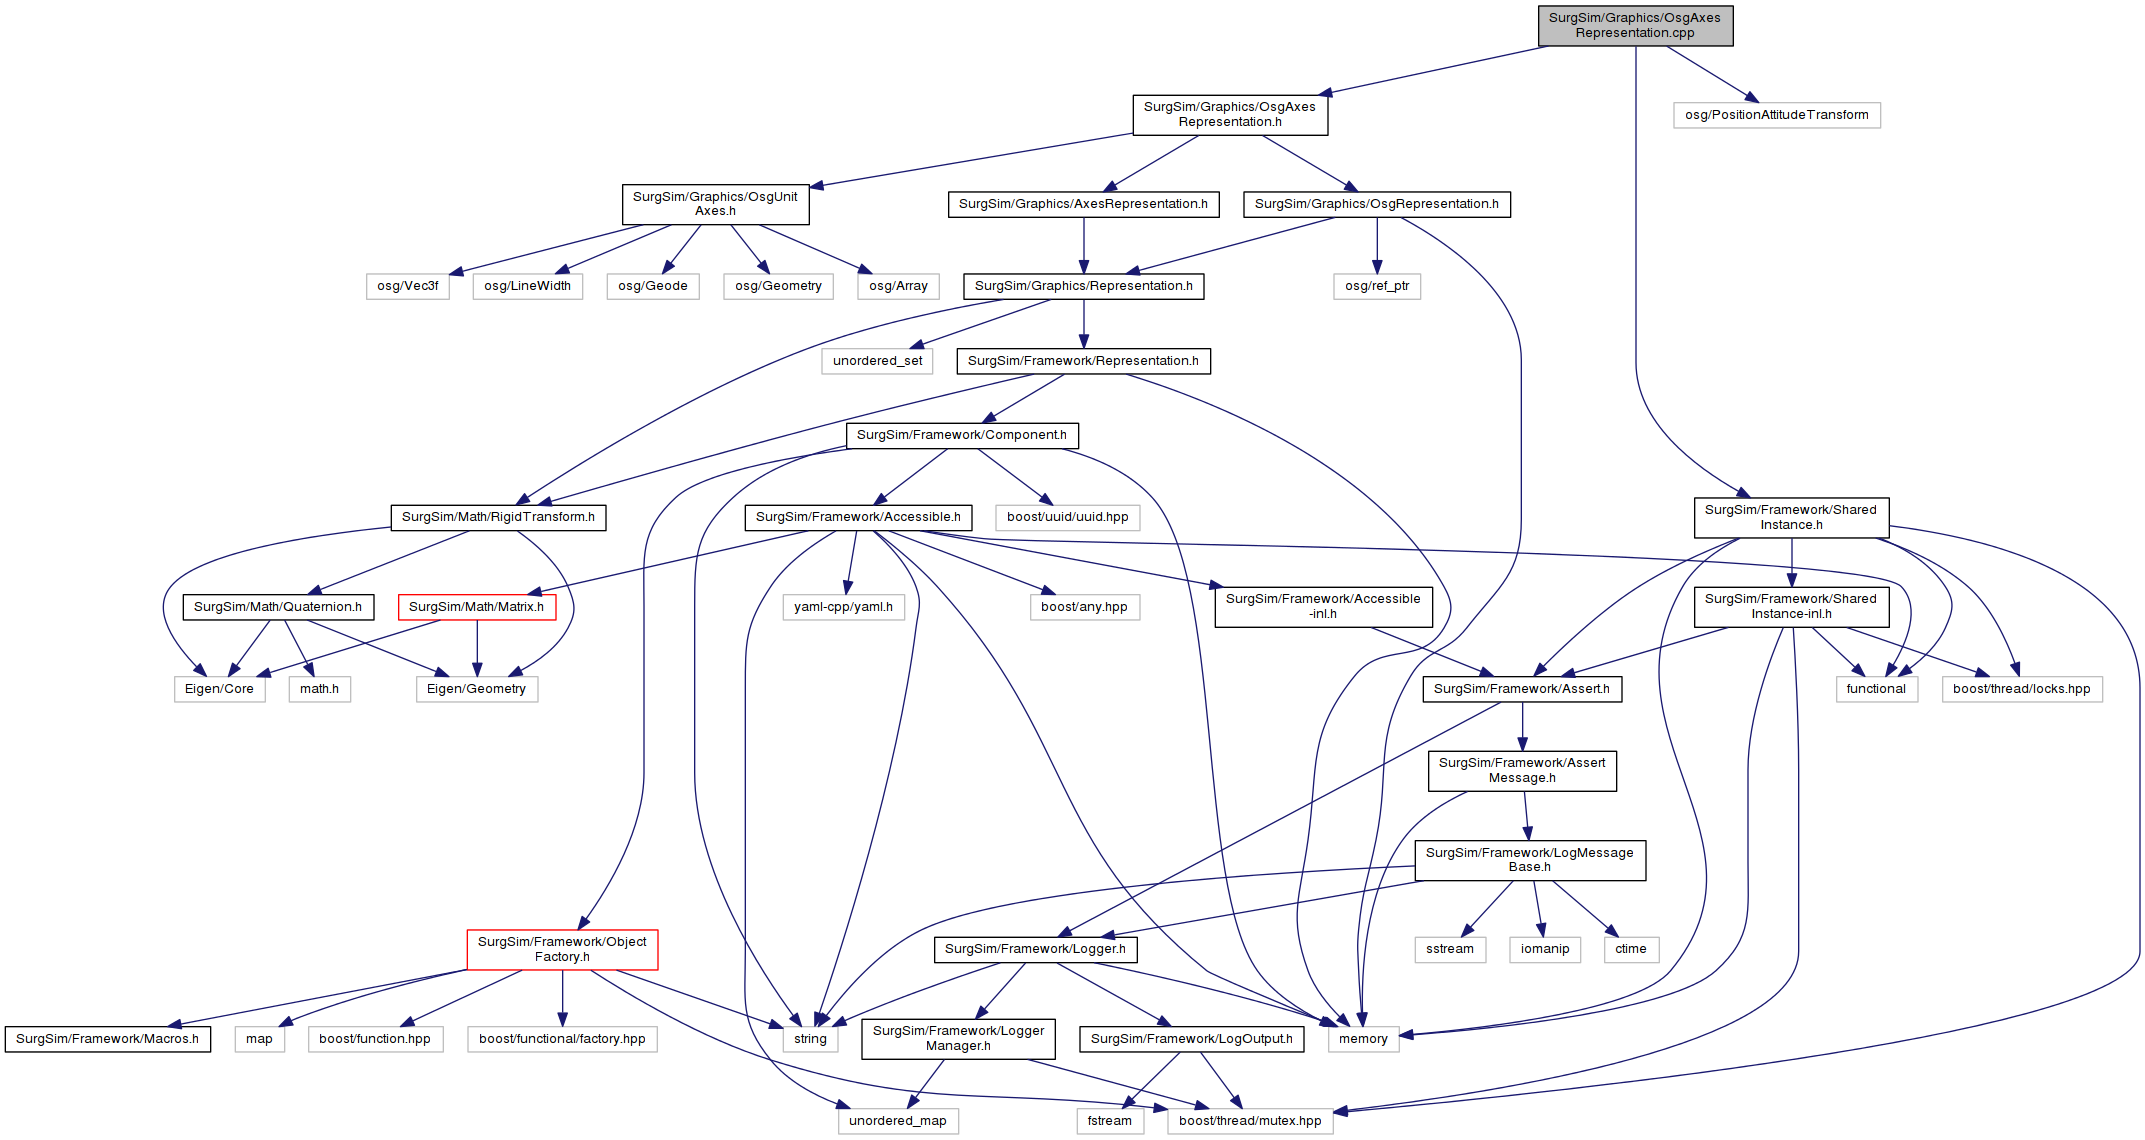 SurgSim/Graphics/OsgAxes
Representation.cpp
SurgSim/Graphics/OsgAxes
Representation.h
osg/PositionAttitudeTransform
SurgSim/Graphics/OsgUnit
Axes.h
SurgSim/Graphics/AxesRepresentation.h
SurgSim/Graphics/OsgRepresentation.h
osg/Vec3f
osg/LineWidth
osg/Geode
osg/Geometry
osg/Array
SurgSim/Graphics/Representation.h
osg/ref_ptr
unordered_set
SurgSim/Framework/Representation.h
SurgSim/Framework/Component.h
SurgSim/Math/RigidTransform.h
SurgSim/Framework/Accessible.h
boost/uuid/uuid.hpp
SurgSim/Framework/Shared
Instance.h
SurgSim/Math/Quaternion.h
SurgSim/Math/Matrix.h
yaml-cpp/yaml.h
boost/any.hpp
SurgSim/Framework/Accessible
-inl.h
SurgSim/Framework/Shared
Instance-inl.h
Eigen/Core
math.h
Eigen/Geometry
SurgSim/Framework/Assert.h
functional
boost/thread/locks.hpp
SurgSim/Framework/Assert
Message.h
SurgSim/Framework/LogMessage
Base.h
SurgSim/Framework/Object
Factory.h
SurgSim/Framework/Logger.h
sstream
iomanip
ctime
SurgSim/Framework/Macros.h
map
boost/function.hpp
boost/functional/factory.hpp
string
SurgSim/Framework/Logger
Manager.h
SurgSim/Framework/LogOutput.h
memory
unordered_map
fstream
boost/thread/mutex.hpp